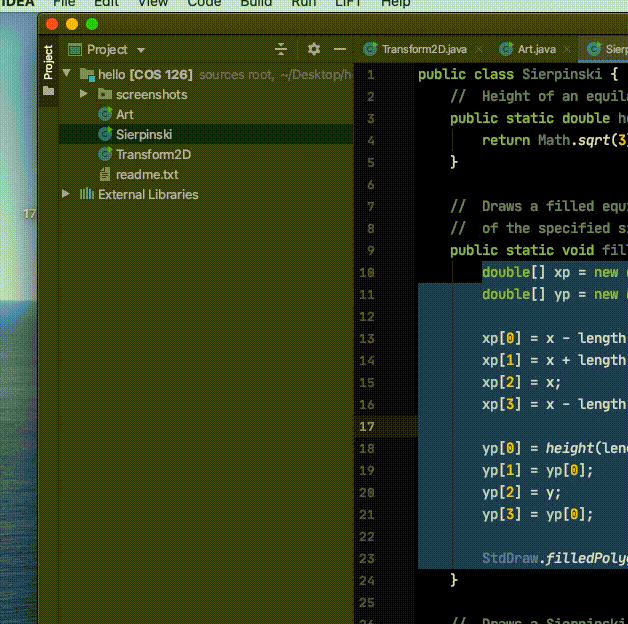 IDEA File Edit View Code Build Run LIFT Help
Project
Project
Transform2D.java
Art.java
hello [COS 126] sources root, ~/Desktop/h
screenshots
Art
Sierpinski
Transform2D
readme.txt
External Libraries
17
1 public class Sierpinski {
2 // Height of an equila
3 public static double he
4 return Math.sqrt(3)
5 }
6
7 // Draws a filled equi
8 // of the specified si
9 public static void fill
10 double[] xp = new
11 double[] yp = new
12
13 xp[0] = x - length
14 xp[1] = x + length
15 xp[2] = x;
16 xp[3] = x - length
17
18 yp[0] = height(len
19 yp[1] = yp[0];
20 yp[2] = y;
21 yp[3] = yp[0];
22
23 StdDraw.filledPoly
24 }
25
26 // Draws a Sierpinski